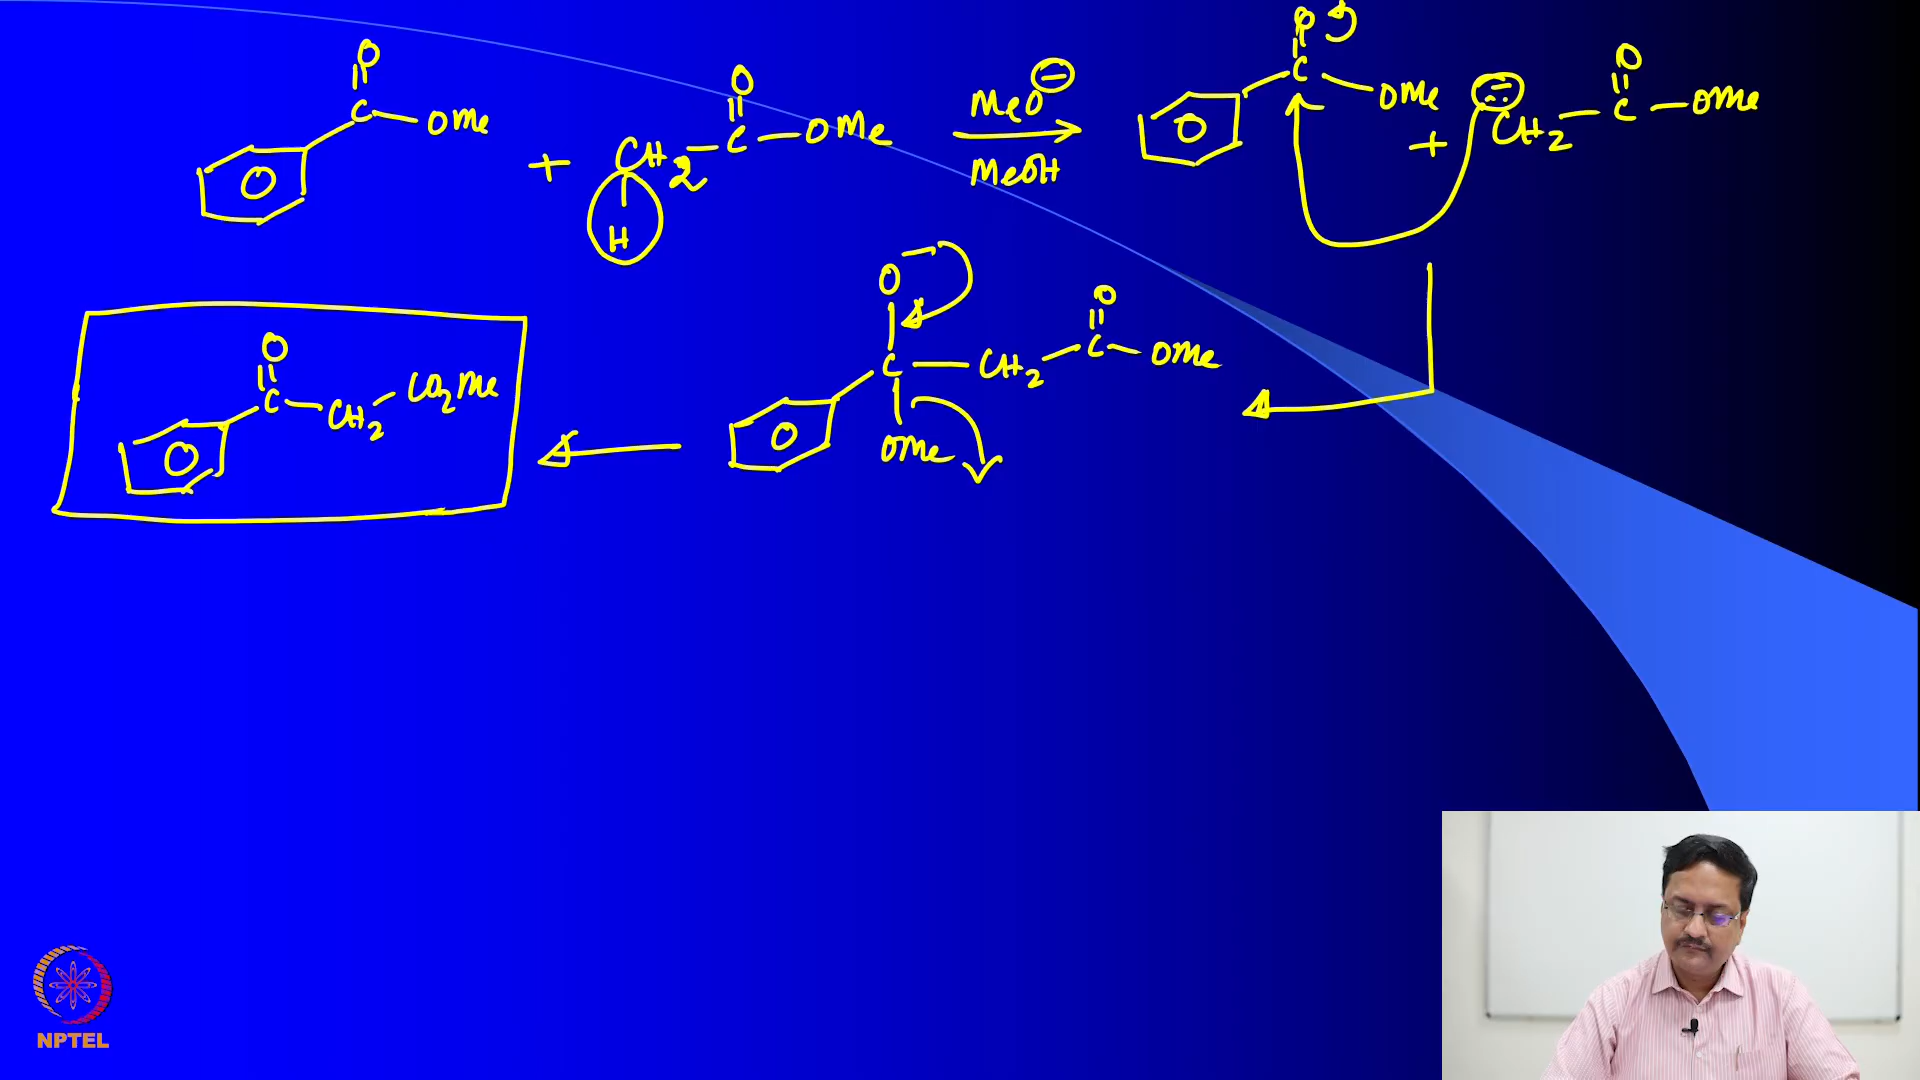 O O
C OMe + CH2 C OMe MeO⊖ C OMe + ⊖CH2 C O OMe
H MeOH
O⁻
C CH2 C O OMe
OMe
O
C CH2 CO2Me
NPTEL